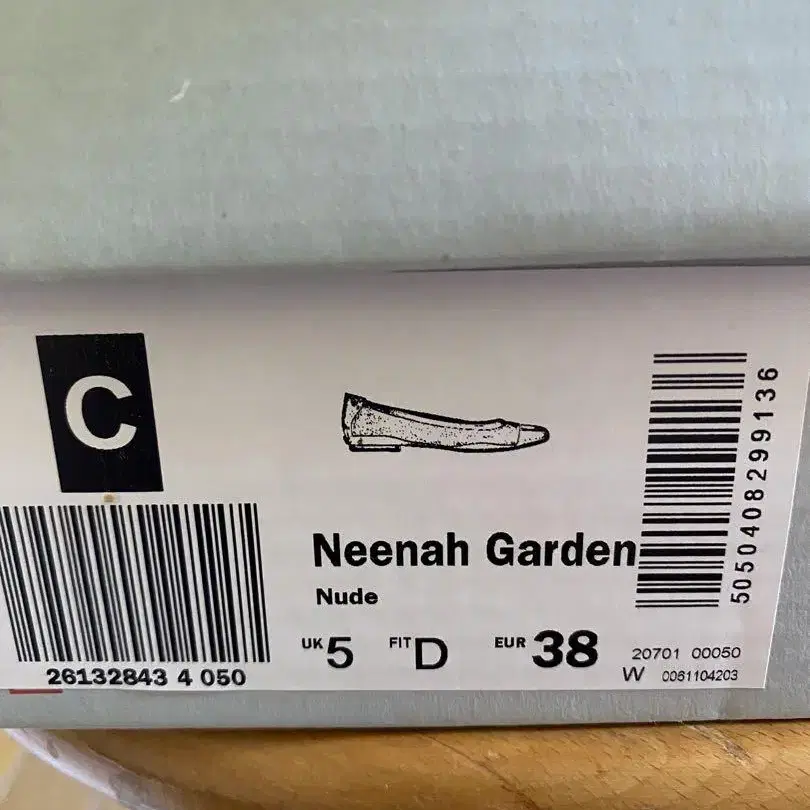 C
Neenah Garden
Nude
UK 5 FIT D EUR 38
26132843 4 050
5050408299136
20701 00050
W 0061104203